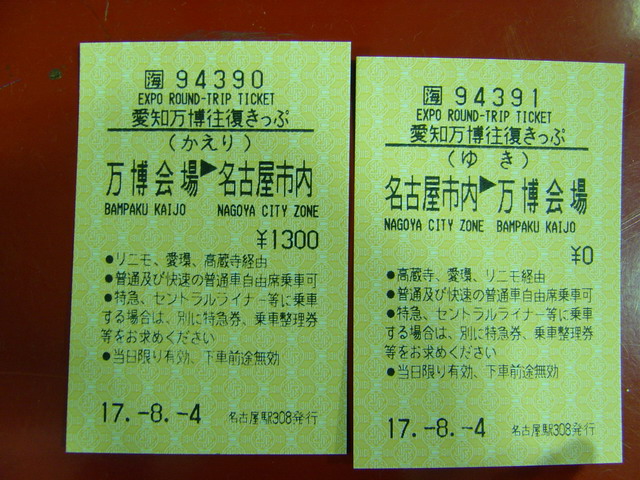 海 94390
EXPO ROUND-TRIP TICKET
愛知万博往復きっぷ
(かえり)
万博会場▶名古屋市内
BAMPAKU KAIJO NAGOYA CITY ZONE
¥1300
●リニモ、愛環、高蔵寺経由
●普通及び快速の普通車自由席乗車可
●特急、セントラルライナー等に乗車
する場合は、別に特急券、乗車整理券
等をお求めください
●当日限り有効、下車前途無効
17.-8.-4 名古屋駅308発行
海 94391
EXPO ROUND-TRIP TICKET
愛知万博往復きっぷ
(ゆき)
名古屋市内▶万博会場
NAGOYA CITY ZONE BAMPAKU KAIJO
¥0
●高蔵寺、愛環、リニモ経由
●普通及び快速の普通車自由席乗車可
●特急、セントラルライナー等に乗車
する場合は、別に特急券、乗車整理券
等をお求めください
●当日限り有効、下車前途無効
17.-8.-4 名古屋駅308発行